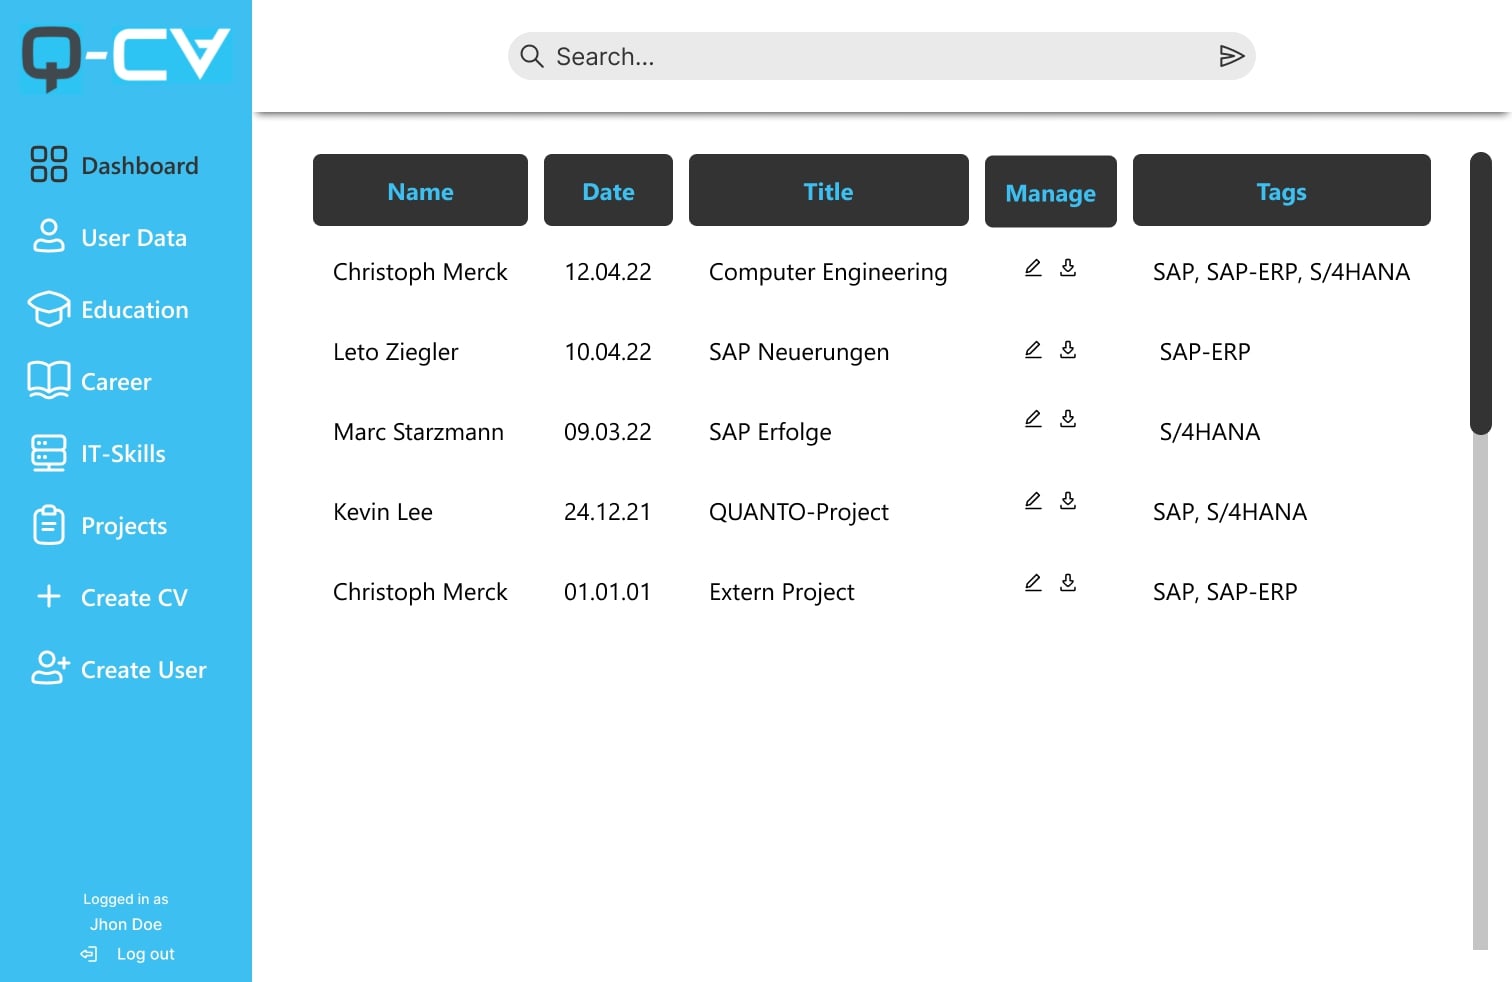 Q-CV
Search...
Dashboard
User Data
Education
Career
IT-Skills
Projects
Create CV
Create User
Logged in as
Jhon Doe
Log out
Name Date Title Manage Tags
Christoph Merck 12.04.22 Computer Engineering SAP, SAP-ERP, S/4HANA
Leto Ziegler 10.04.22 SAP Neuerungen SAP-ERP
Marc Starzmann 09.03.22 SAP Erfolge S/4HANA
Kevin Lee 24.12.21 QUANTO-Project SAP, S/4HANA
Christoph Merck 01.01.01 Extern Project SAP, SAP-ERP